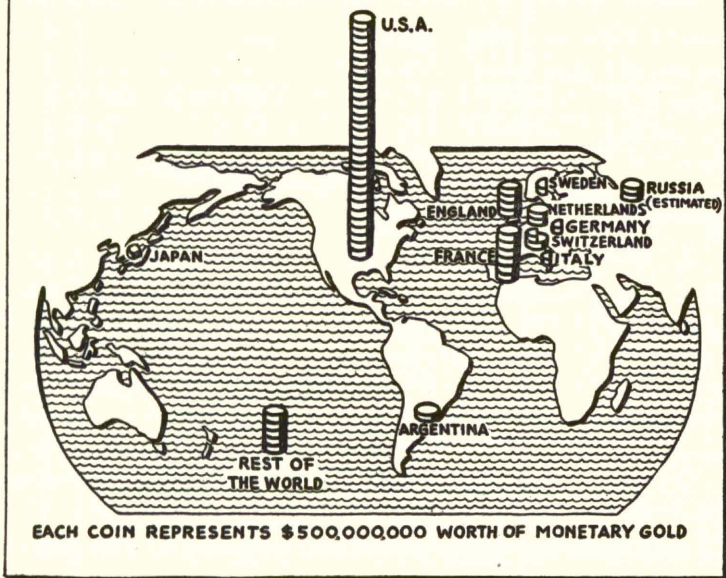 U.S.A.
SWEDEN
RUSSIA
(ESTIMATED)
ENGLAND
NETHERLANDS
GERMANY
SWITZERLAND
JAPAN
FRANCE
ITALY
ARGENTINA
REST OF
THE WORLD
EACH COIN REPRESENTS $500,000,000 WORTH OF MONETARY GOLD